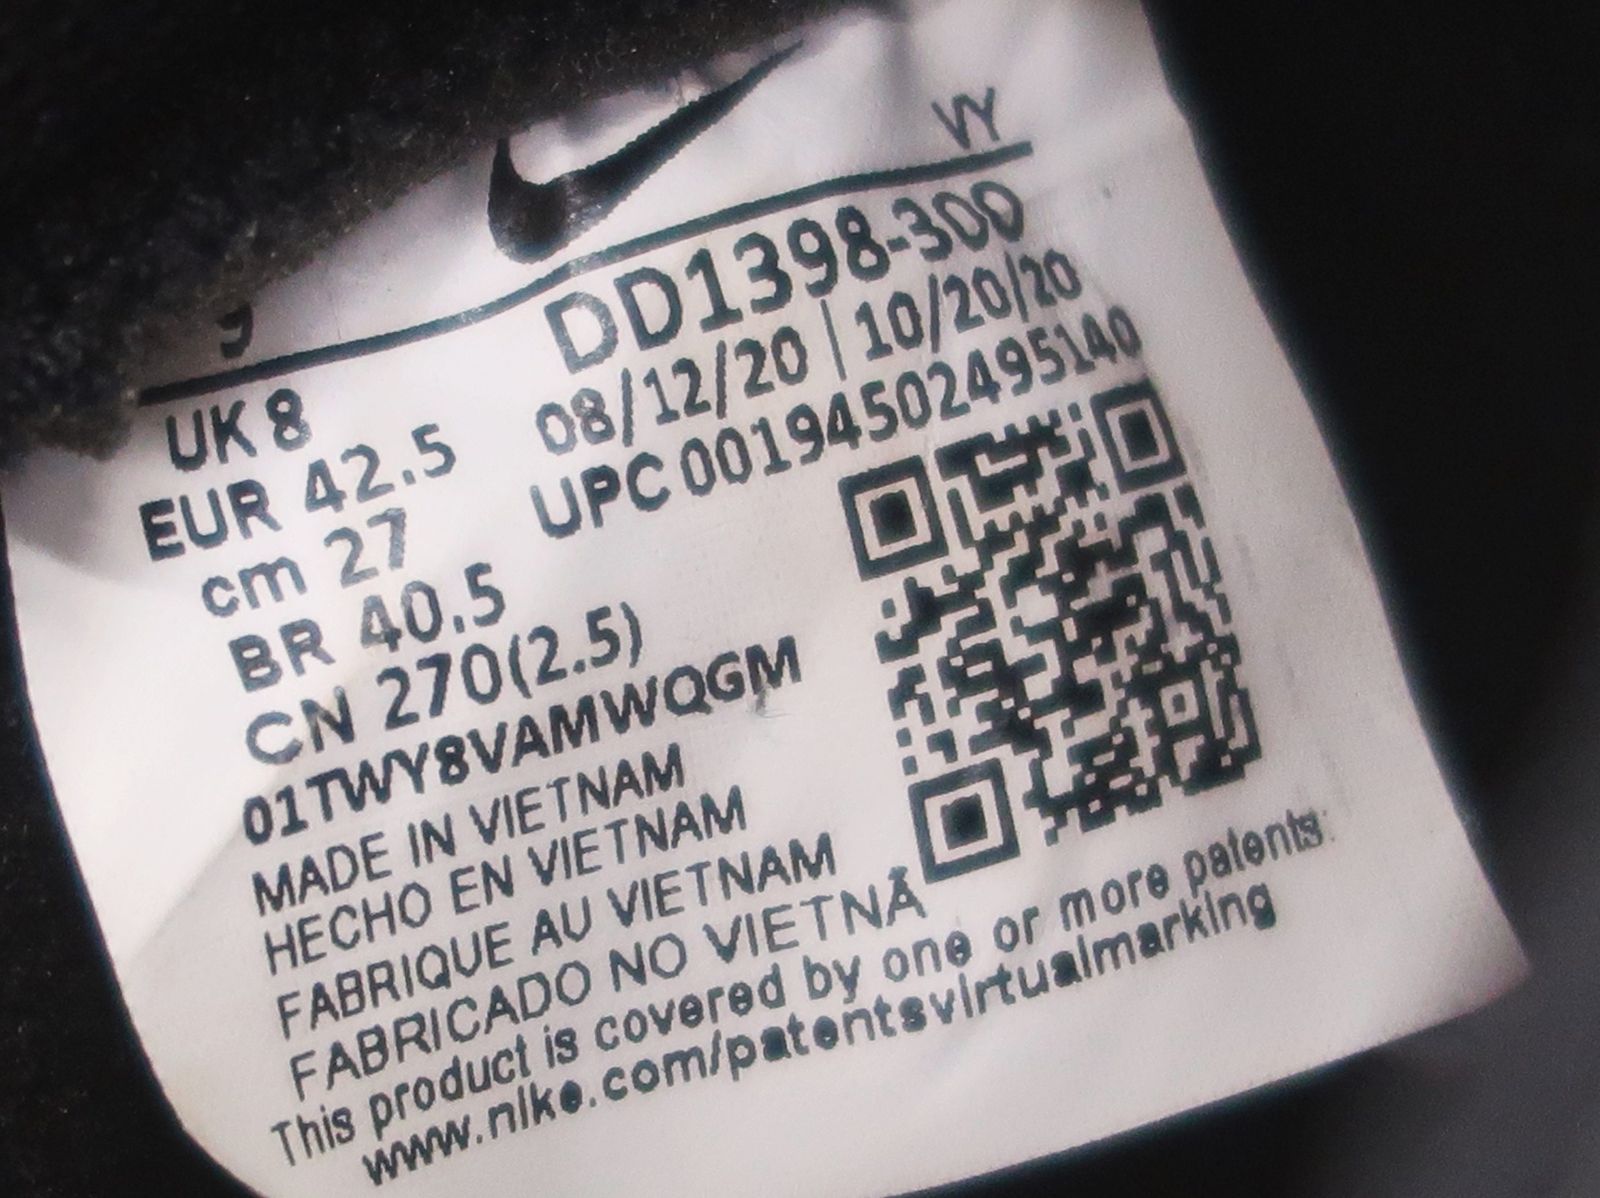 VY
9
UK 8
EUR 42.5
cm 27
BR 40.5
CN 270(2.5)
DD1398-300
08/12/20 | 10/20/20
UPC 00194502495140
01TWY8VAMWQGM
MADE IN VIETNAM
HECHO EN VIETNAM
FABRIQUE AU VIETNAM
FABRICADO NO VIETNÃ
This product is covered by one or more patents:
www.nike.com/patentsvirtualmarking